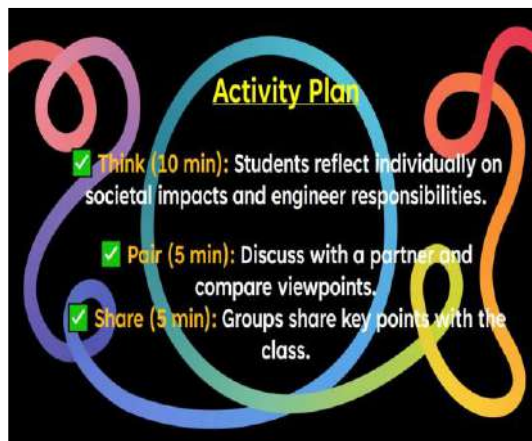 Activity Plan
✅ Think (10 min): Students reflect individually on
societal impacts and engineer responsibilities.
✅ Pair (5 min): Discuss with a partner and
compare viewpoints.
✅ Share (5 min): Groups share key points with the
class.